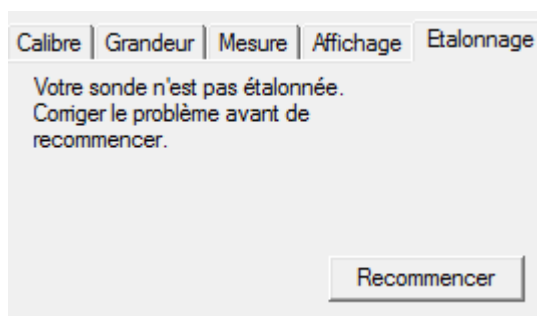 Calibre Grandeur Mesure Affichage Etalonnage
Votre sonde n'est pas étalonnée.
Corriger le problème avant de
recommencer.
Recommencer